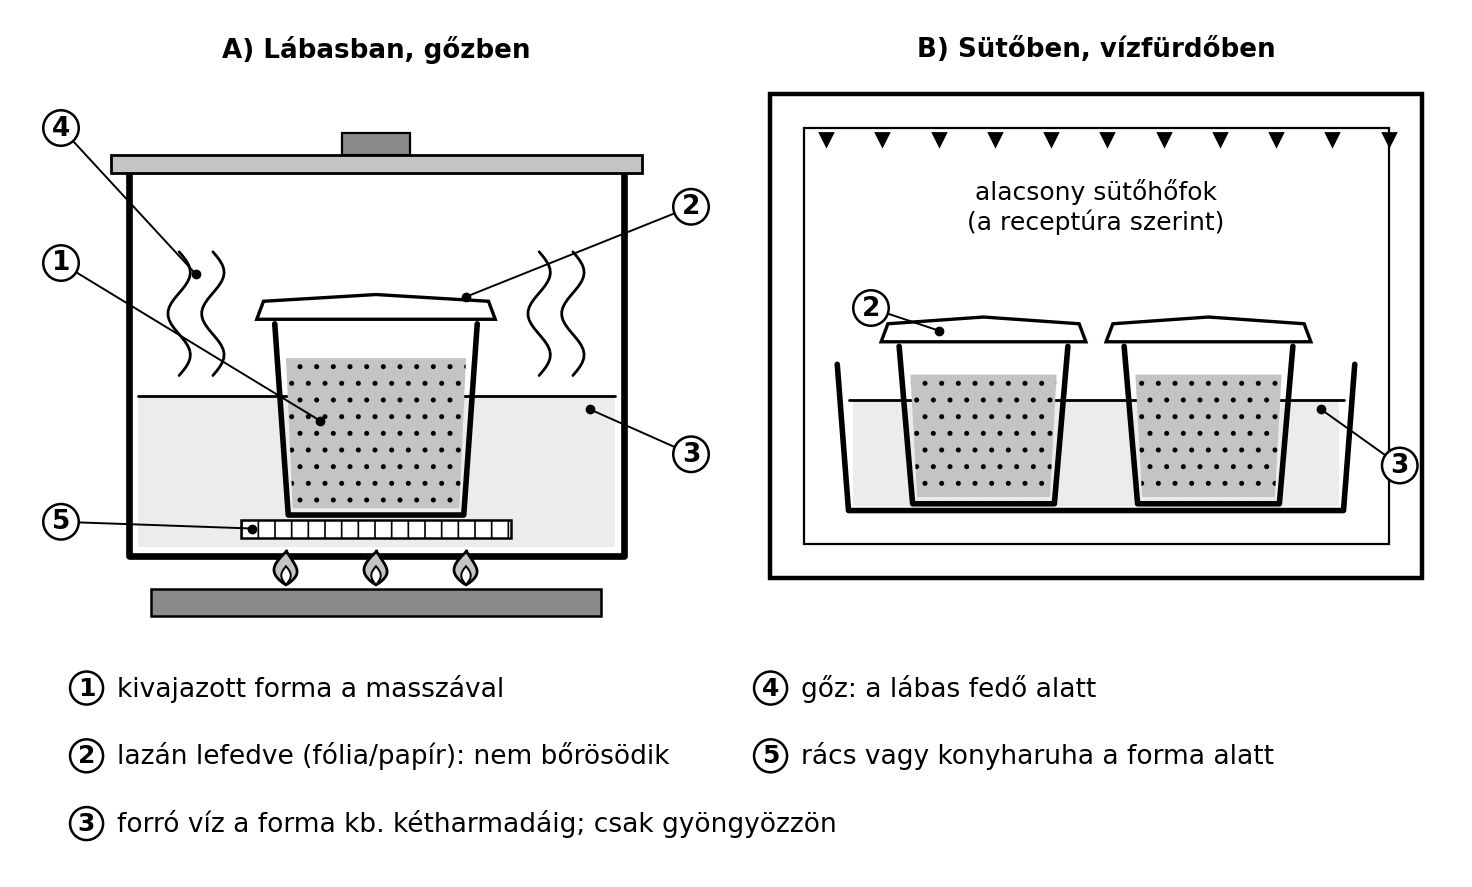 A) Lábasban, gőzben
B) Sütőben, vízfürdőben
4
2
1
3
5
alacsony sütőhőfok
(a receptúra szerint)
2
3
1 kivajazott forma a masszával
2 lazán lefedve (fólia/papír): nem bőrösödik
3 forró víz a forma kb. kétharmadáig; csak gyöngyözzön
4 gőz: a lábas fedő alatt
5 rács vagy konyharuha a forma alatt